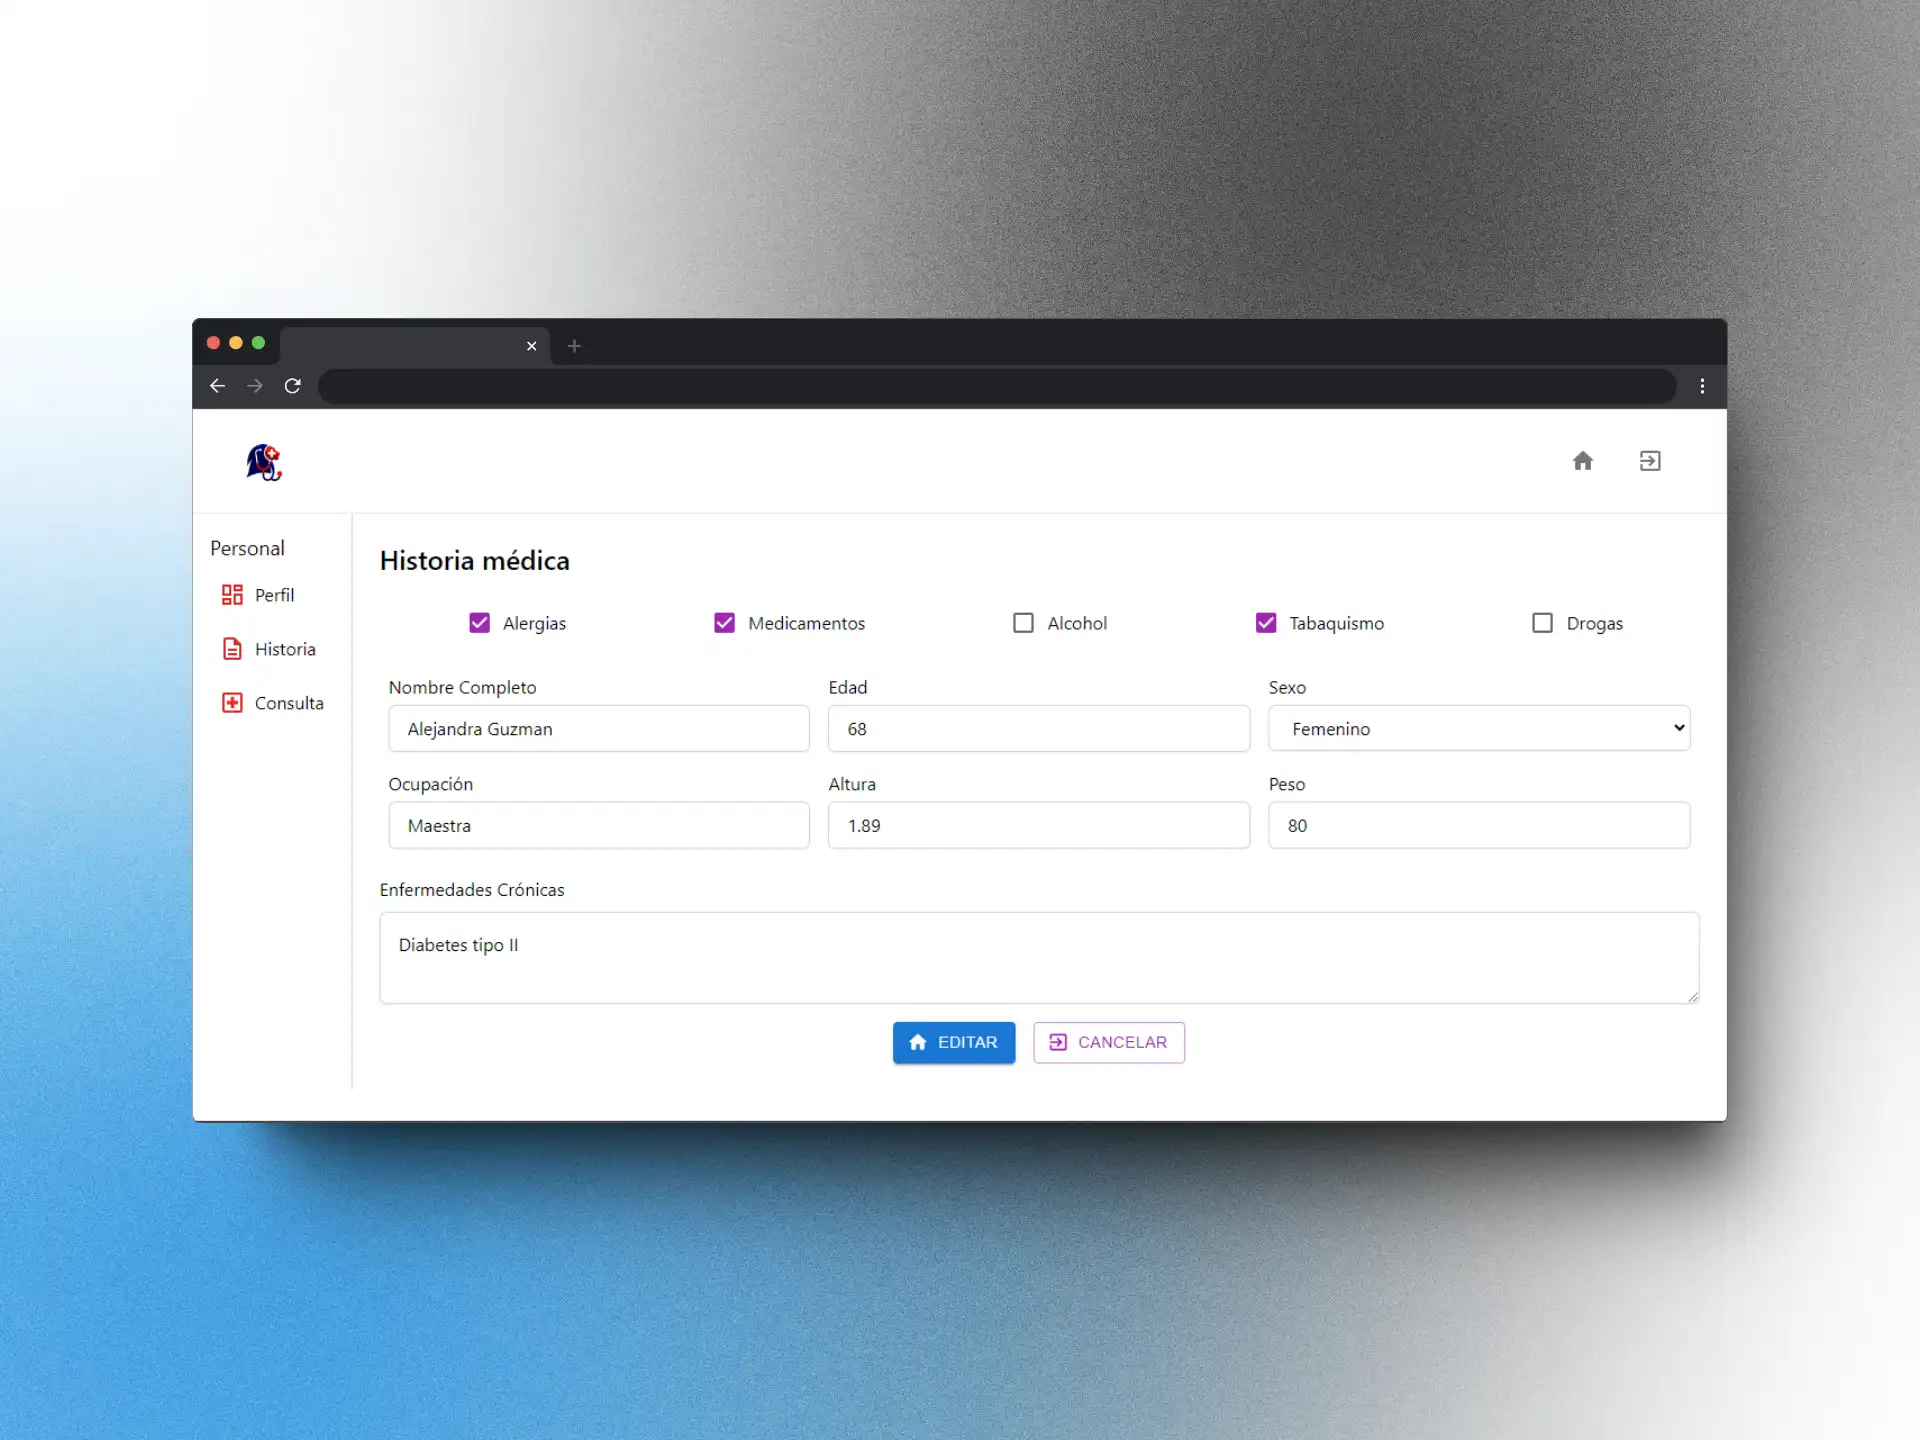 Personal
Perfil
Historia
Consulta
Historia médica
Alergias Medicamentos Alcohol Tabaquismo Drogas
Nombre Completo Edad Sexo
Alejandra Guzman 68 Femenino
Ocupación Altura Peso
Maestra 1.89 80
Enfermedades Crónicas
Diabetes tipo II
EDITAR CANCELAR